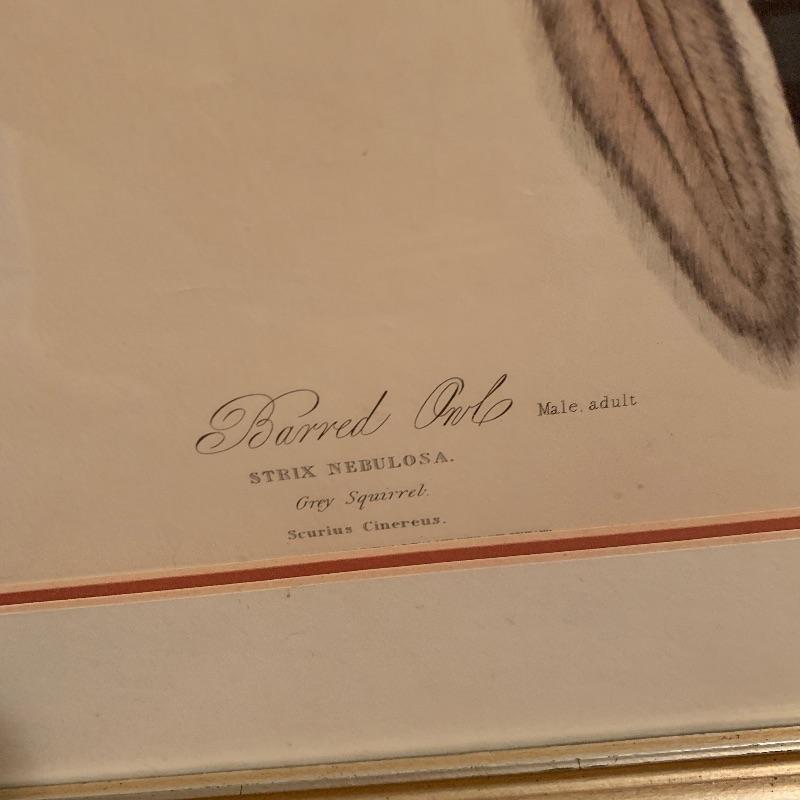 Barred Owl Male, adult
STRIX NEBULOSA.
Grey Squirrel.
Scurius Cinereus.